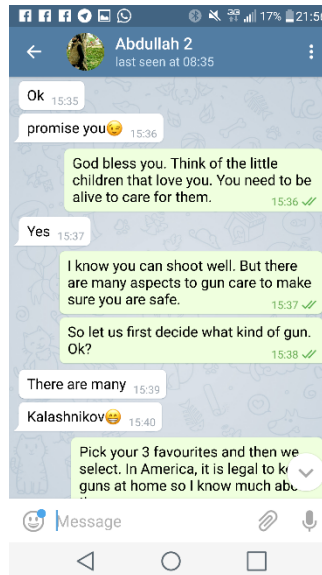 17% 21:50
Abdullah 2
last seen at 08:35
Ok 15:35
promise you😉 15:36
God bless you. Think of the little
children that love you. You need to be
alive to care for them.
15:36
Yes 15:37
I know you can shoot well. But there
are many aspects to gun care to make
sure you are safe.
15:37
So let us first decide what kind of gun.
Ok?
15:38
There are many 15:39
Kalashnikov😁 15:40
Pick your 3 favourites and then we
select. In America, it is legal to
guns at home so I know much
Message